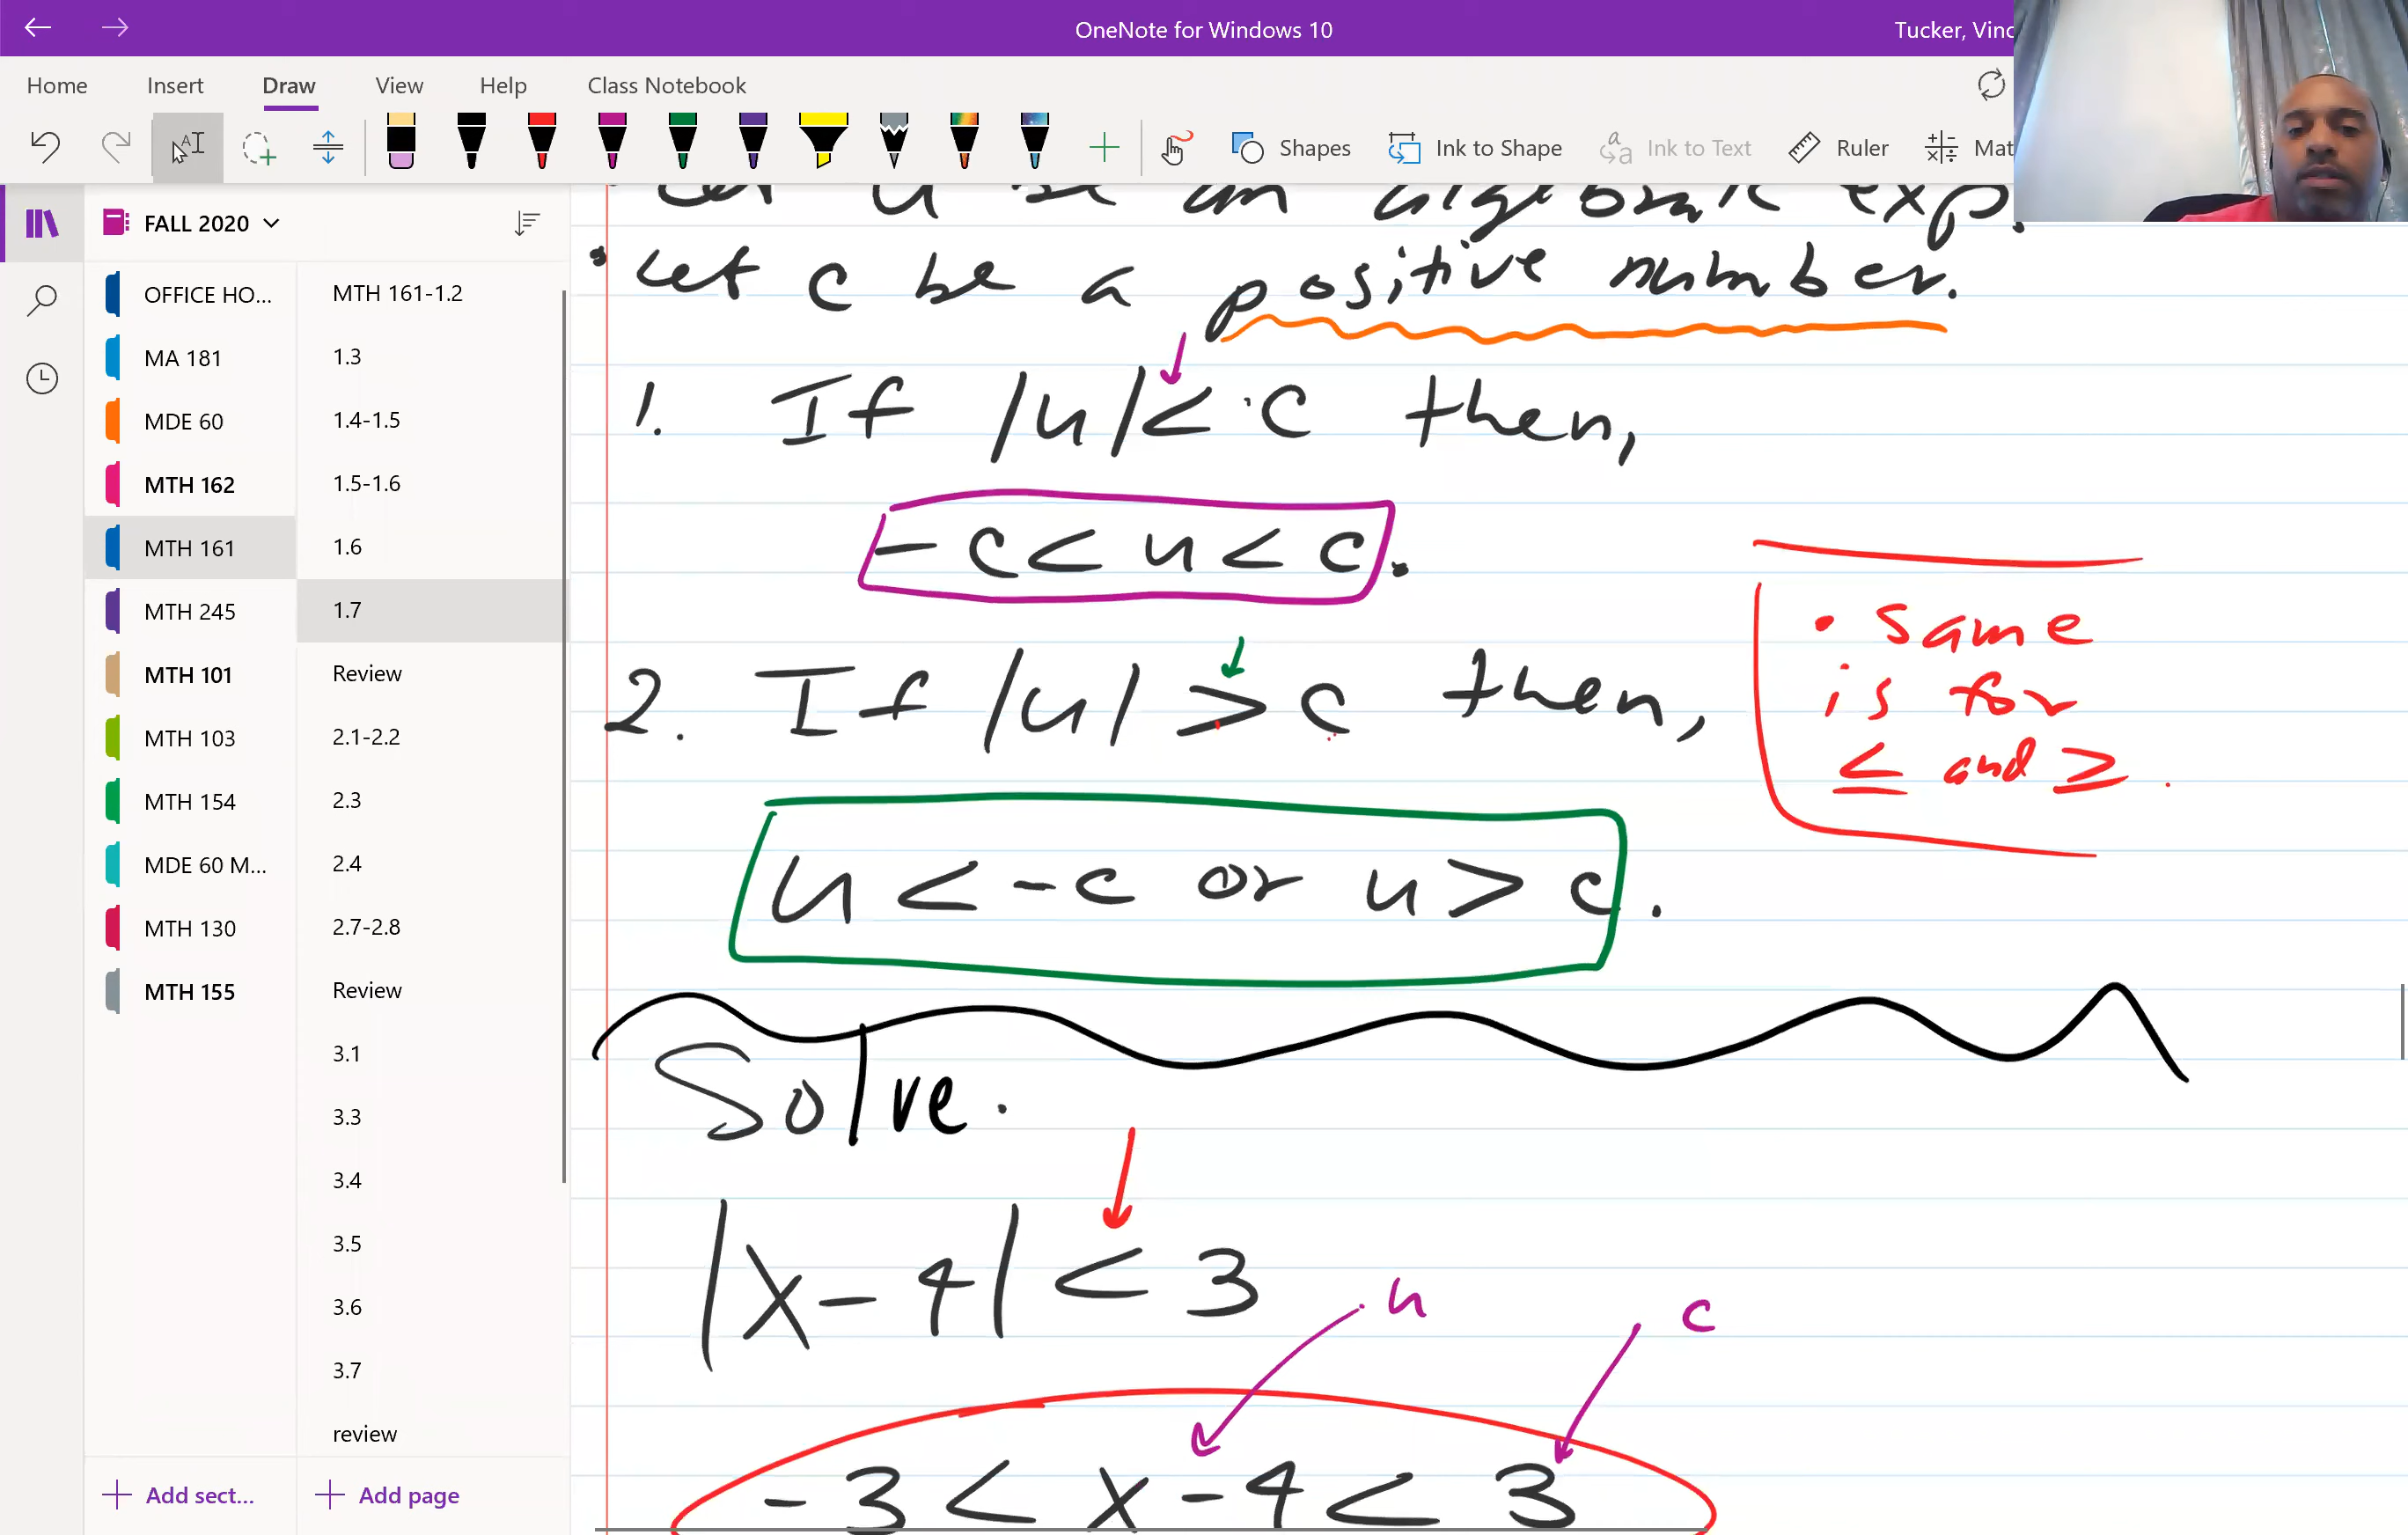 OneNote for Windows 10
Tucker, Vinc
Home Insert Draw View Help Class Notebook
Shapes Ink to Shape Ink to Text Ruler Mat
FALL 2020
OFFICE HO...
MA 181
MDE 60
MTH 162
MTH 161
MTH 245
MTH 101
MTH 103
MTH 154
MDE 60 M...
MTH 130
MTH 155
Add sect...
MTH 161-1.2
1.3
1.4-1.5
1.5-1.6
1.6
1.7
Review
2.1-2.2
2.3
2.4
2.7-2.8
Review
3.1
3.3
3.4
3.5
3.6
3.7
review
Add page
• Let u be an algebraic exp.
• Let c be a positive number.
1. If |u| < c then,
-c < u < c.
2. If |u| > c then,
u < -c or u > c.
• Same
is for
≤ and ≥.
Solve.
|x-4| < 3
u c
-3 < x-4 < 3